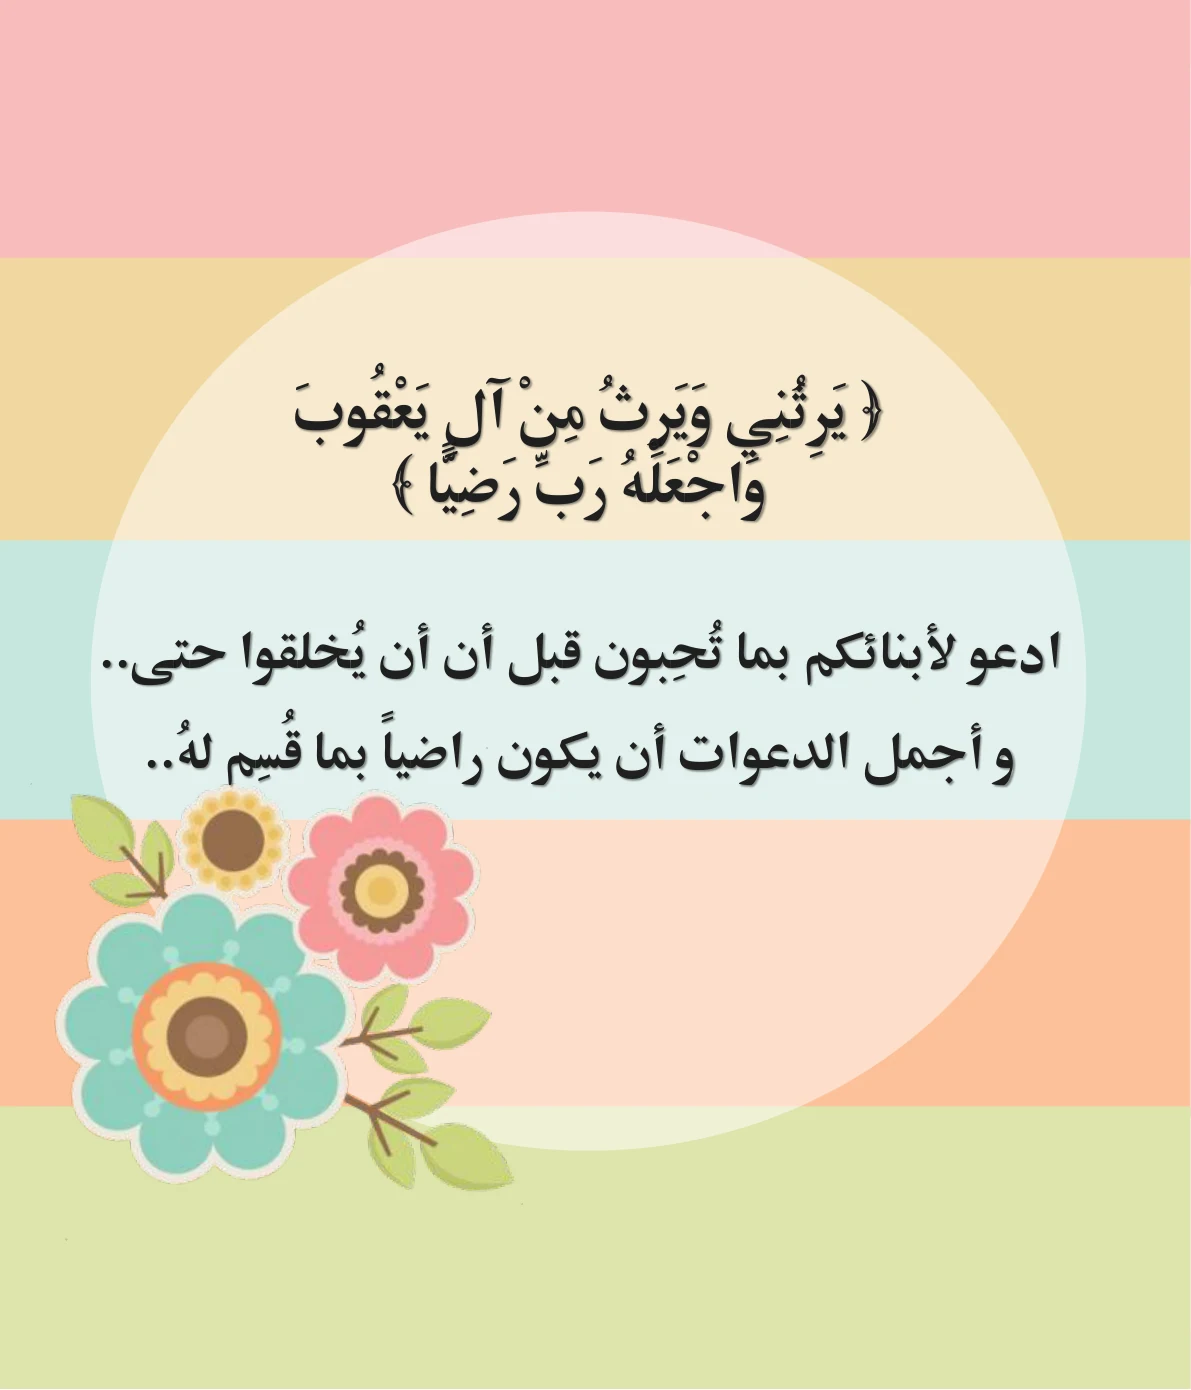 ﴿ يَرِثُنِي وَيَرِثُ مِنْ آلِ يَعْقُوبَ
وَاجْعَلْهُ رَبِّ رَضِيًّا ﴾
ادعو لأبنائكم بما تُحِبون قبل أن أن يُخلقوا حتى..
و أجمل الدعوات أن يكون راضياً بما قُسِم لهُ..